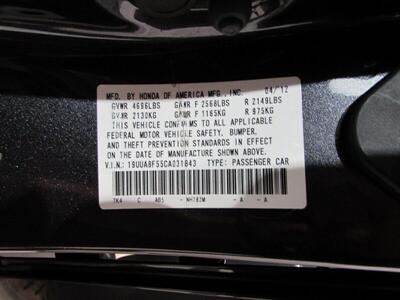 MFD. BY HONDA OF AMERICA MFG., INC. 04/12
GVWR 4696LBS GAWR F 2568LBS R 2149LBS
GVWR 2130KG GAWR F 1165KG R 975KG
THIS VEHICLE CONFORMS TO ALL APPLICABLE
FEDERAL MOTOR VEHICLE SAFETY, BUMPER,
AND THEFT PREVENTION STANDARDS IN EFFECT
ON THE DATE OF MANUFACTURE SHOWN ABOVE.
V.I.N.: 19UUA8F55CA031843 TYPE: PASSENGER CAR
TK4 C A05 - NH782M - A - A